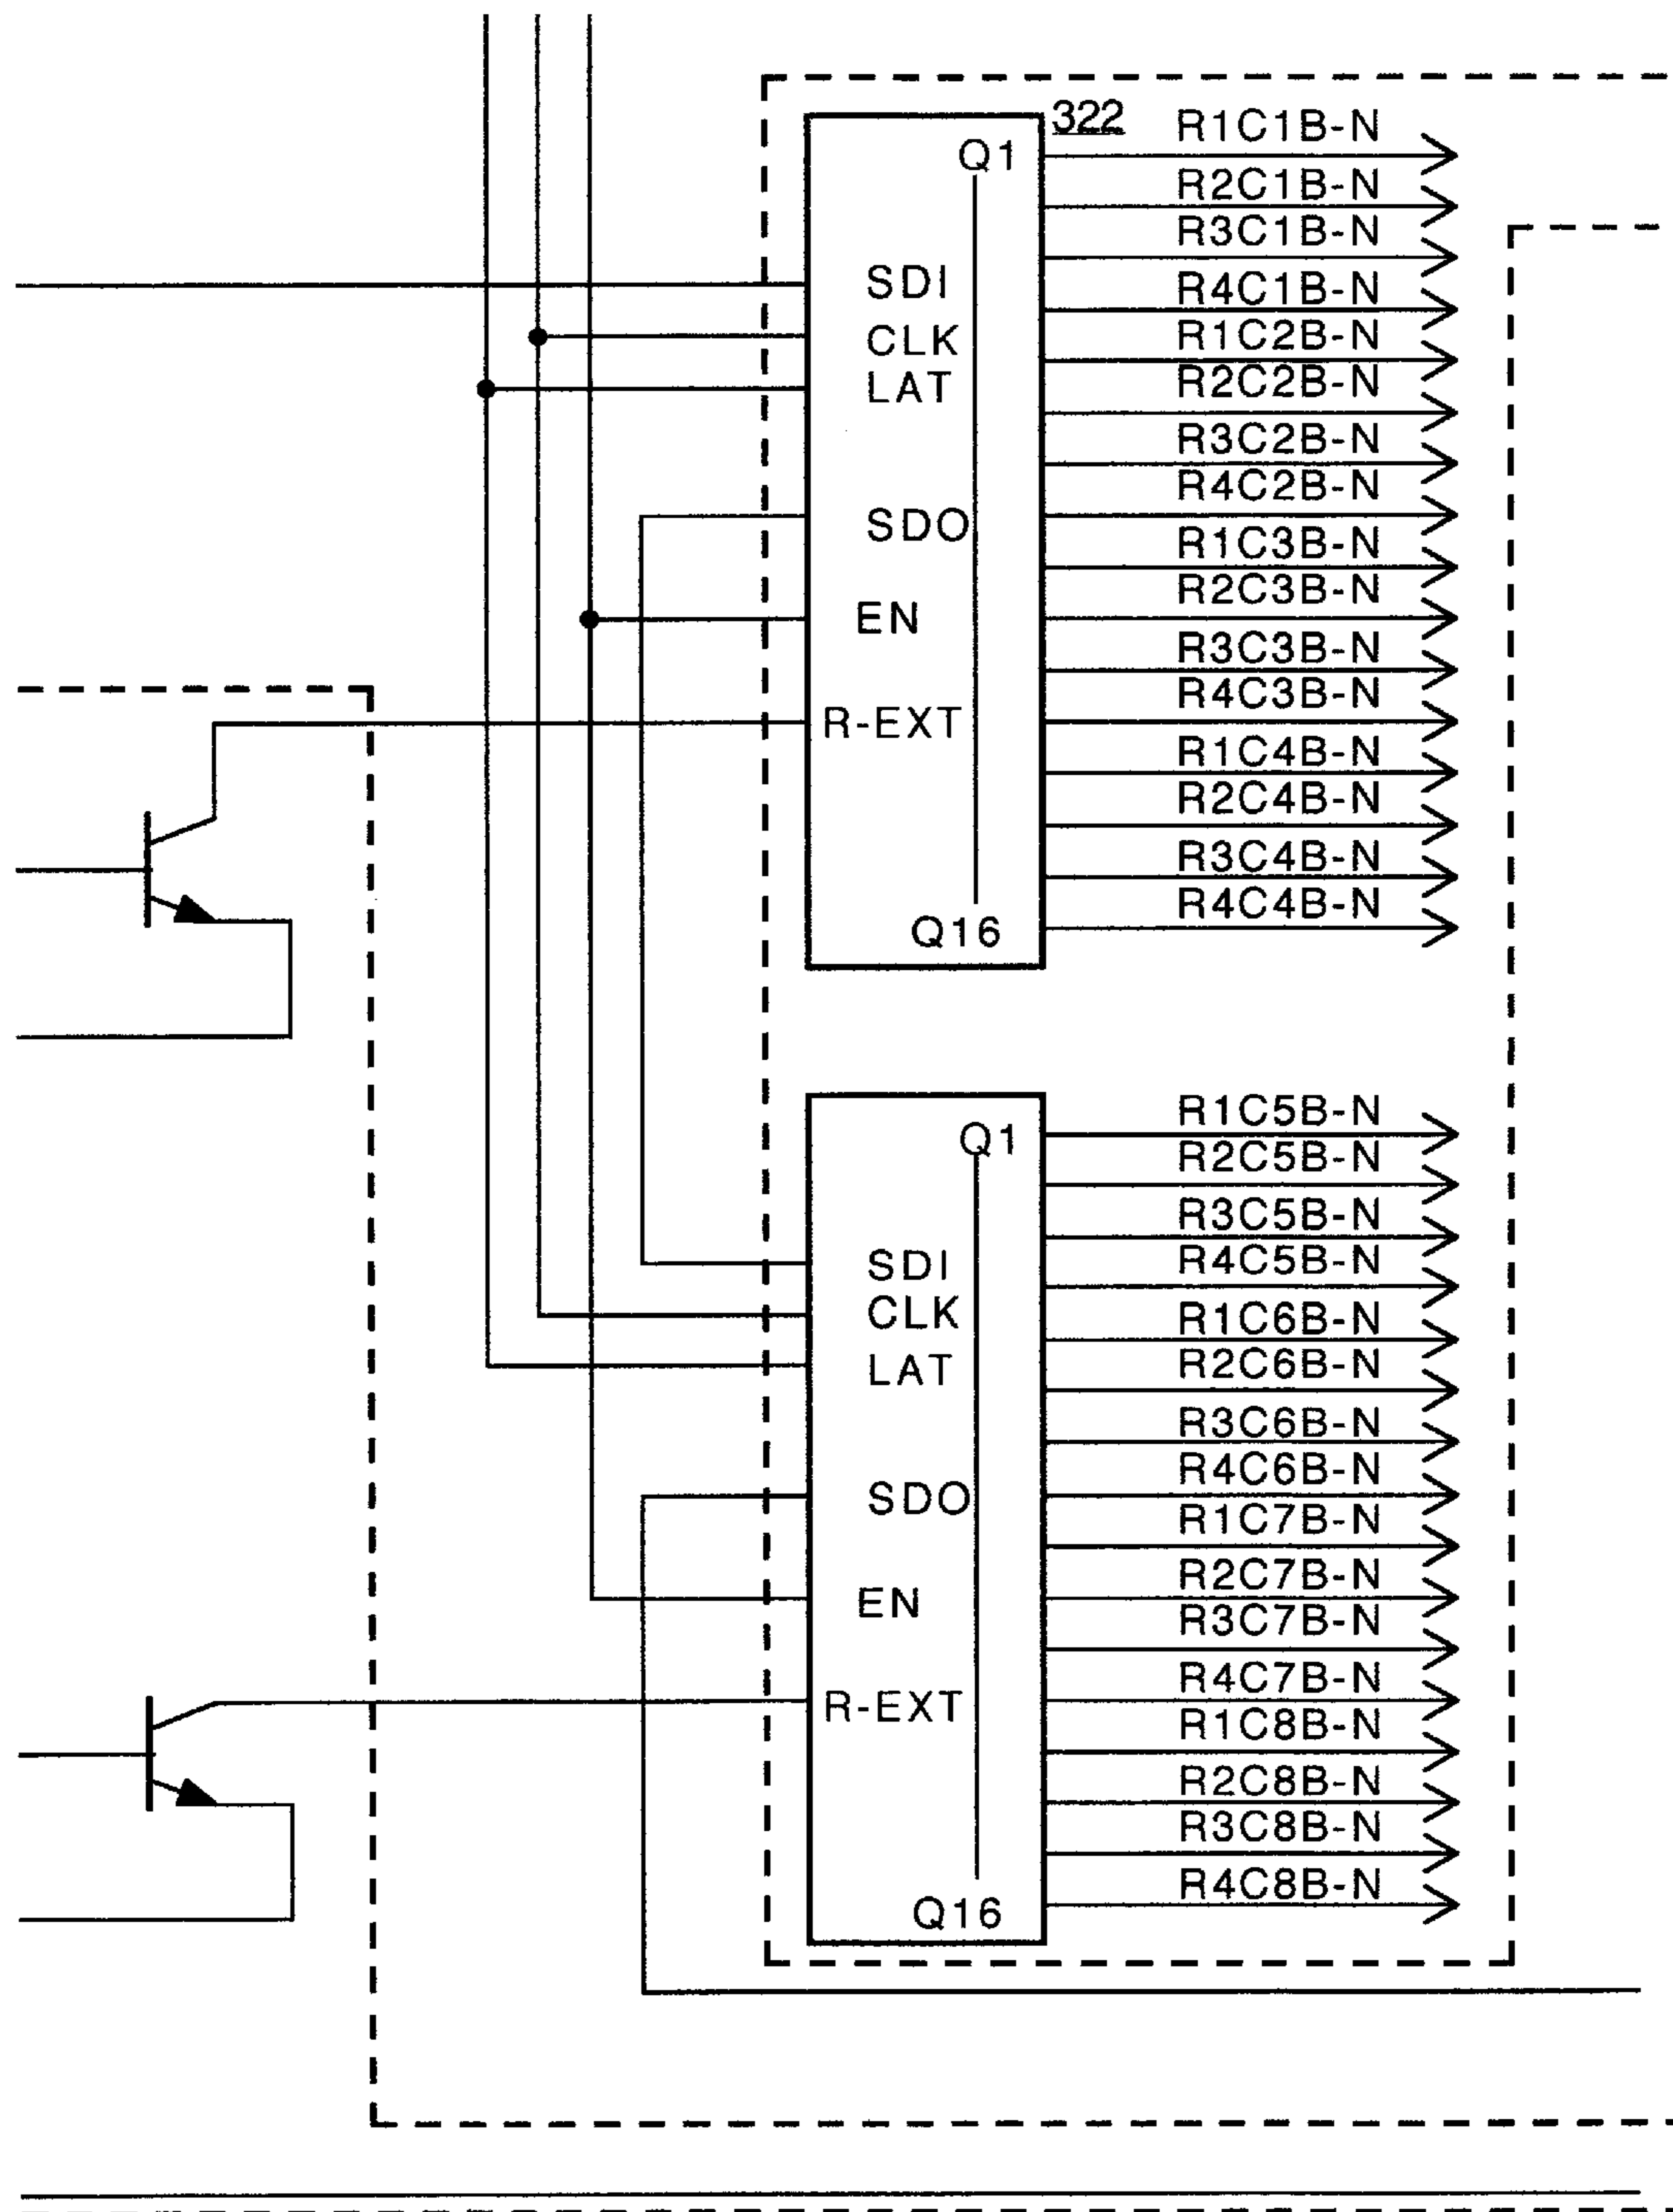 322
Q1
SDI
CLK
LAT
SDO
EN
R-EXT
Q16
R1C1B-N
R2C1B-N
R3C1B-N
R4C1B-N
R1C2B-N
R2C2B-N
R3C2B-N
R4C2B-N
R1C3B-N
R2C3B-N
R3C3B-N
R4C3B-N
R1C4B-N
R2C4B-N
R3C4B-N
R4C4B-N
Q1
SDI
CLK
LAT
SDO
EN
R-EXT
Q16
R1C5B-N
R2C5B-N
R3C5B-N
R4C5B-N
R1C6B-N
R2C6B-N
R3C6B-N
R4C6B-N
R1C7B-N
R2C7B-N
R3C7B-N
R4C7B-N
R1C8B-N
R2C8B-N
R3C8B-N
R4C8B-N